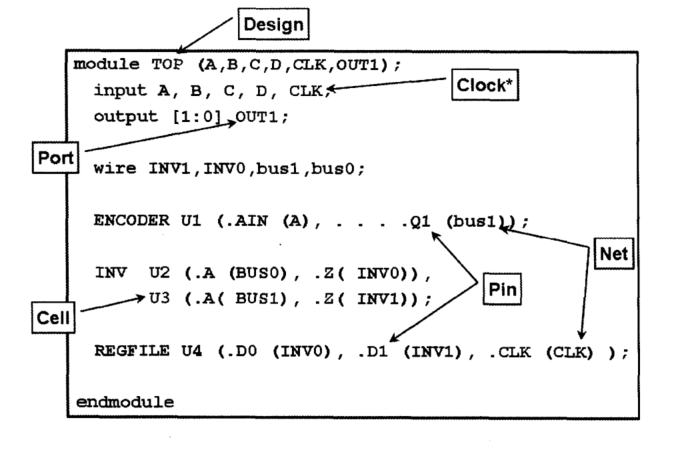 Design
module TOP (A,B,C,D,CLK,OUT1);
input A, B, C, D, CLK;
Clock*
output [1:0] OUT1;
Port
wire INV1,INV0,bus1,bus0;
ENCODER U1 (.AIN (A), . . . .Q1 (bus1));
Net
INV U2 (.A (BUS0), .Z( INV0)),
Pin
U3 (.A( BUS1), .Z( INV1));
Cell
REGFILE U4 (.D0 (INV0), .D1 (INV1), .CLK (CLK) );
endmodule